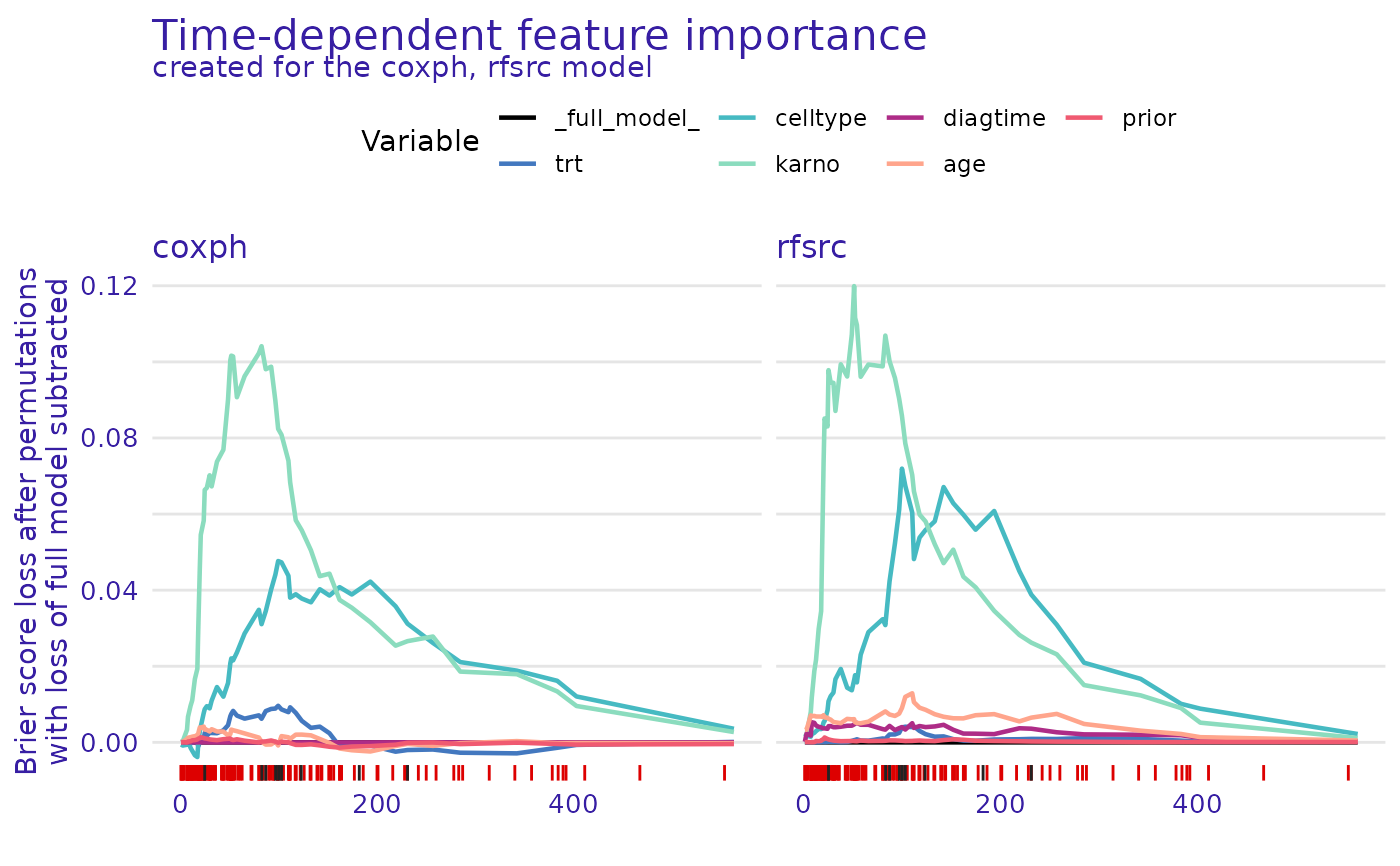 Time-dependent feature importance
created for the coxph, rfsrc model
Variable
_full_model_ celltype diagtime prior
trt karno age
coxph rfsrc
Brier score loss after permutations
with loss of full model subtracted
0.12
0.08
0.04
0.00
0 200 400 0 200 400